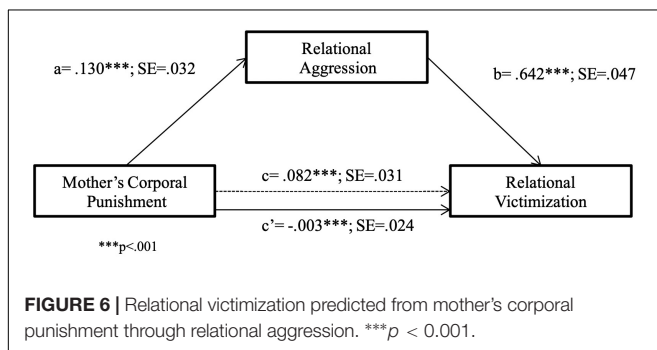 Relational
Aggression
a= .130***; SE=.032
b= .642***; SE=.047
Mother's Corporal
Punishment
c= .082***; SE=.031
c'= -.003***; SE=.024
Relational
Victimization
***p<.001
FIGURE 6 | Relational victimization predicted from mother's corporal
punishment through relational aggression. ***p < 0.001.